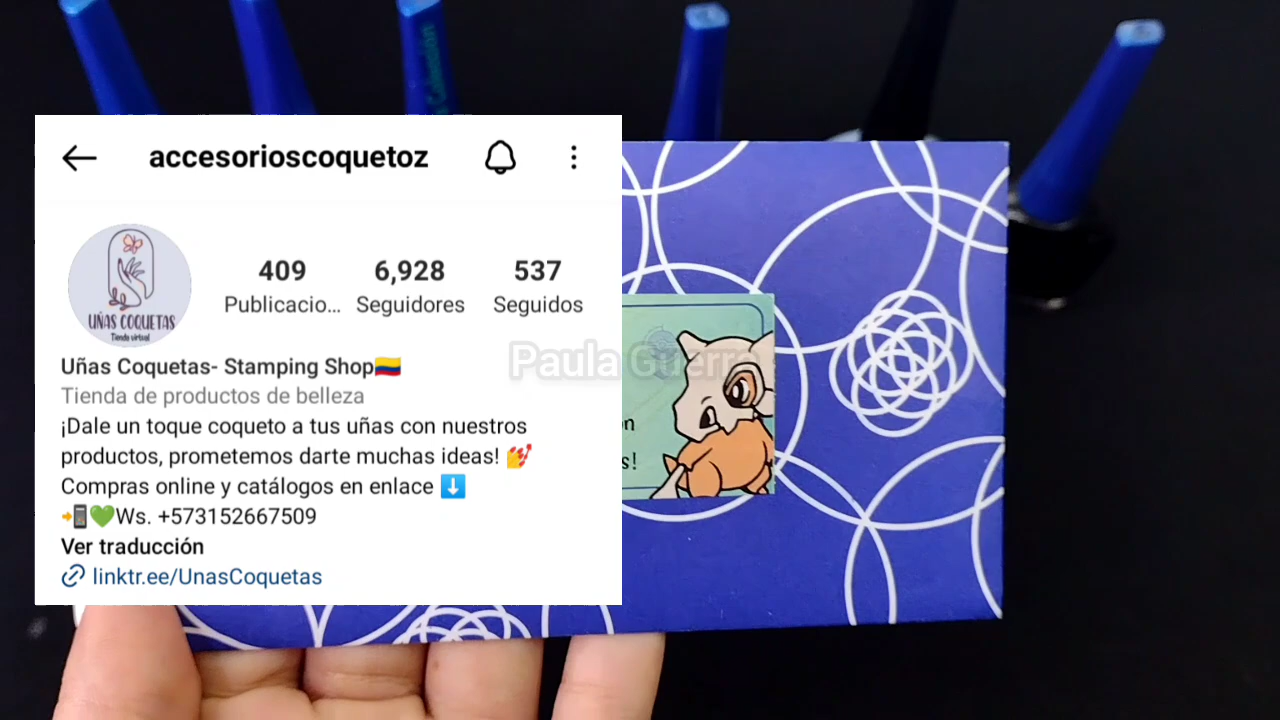 accesorioscoquetoz
UÑAS COQUETAS
Tienda virtual
409
6,928
537
Publicacio...
Seguidores
Seguidos
Uñas Coquetas- Stamping Shop🇨🇴
Tienda de productos de belleza
¡Dale un toque coqueto a tus uñas con nuestros
productos, prometemos darte muchas ideas! 💅
Compras online y catálogos en enlace ⬇️
📲💚Ws. +573152667509
Ver traducción
linktr.ee/UnasCoquetas
Paula Guerra
s!